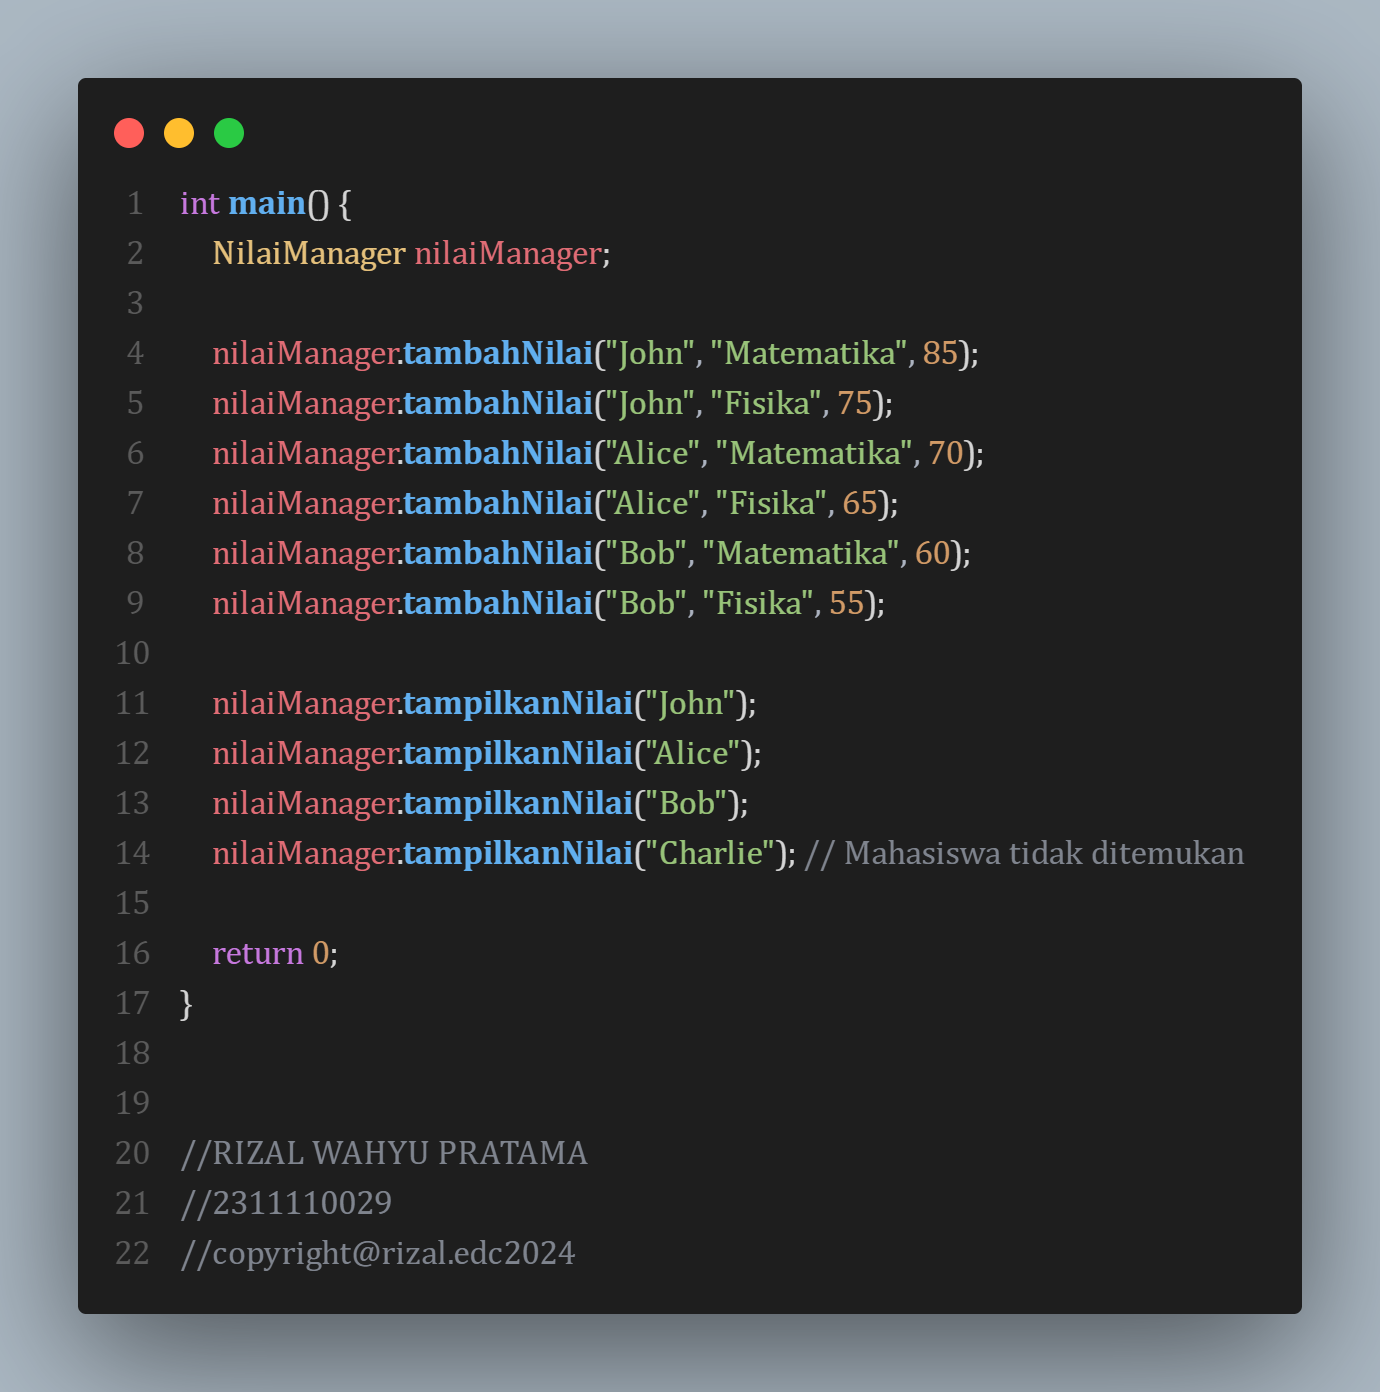 1 int main() {
2 NilaiManager nilaiManager;
3
4 nilaiManager.tambahNilai("John", "Matematika", 85);
5 nilaiManager.tambahNilai("John", "Fisika", 75);
6 nilaiManager.tambahNilai("Alice", "Matematika", 70);
7 nilaiManager.tambahNilai("Alice", "Fisika", 65);
8 nilaiManager.tambahNilai("Bob", "Matematika", 60);
9 nilaiManager.tambahNilai("Bob", "Fisika", 55);
10
11 nilaiManager.tampilkanNilai("John");
12 nilaiManager.tampilkanNilai("Alice");
13 nilaiManager.tampilkanNilai("Bob");
14 nilaiManager.tampilkanNilai("Charlie"); // Mahasiswa tidak ditemukan
15
16 return 0;
17 }
18
19
20 //RIZAL WAHYU PRATAMA
21 //2311110029
22 //copyright@rizal.edc2024